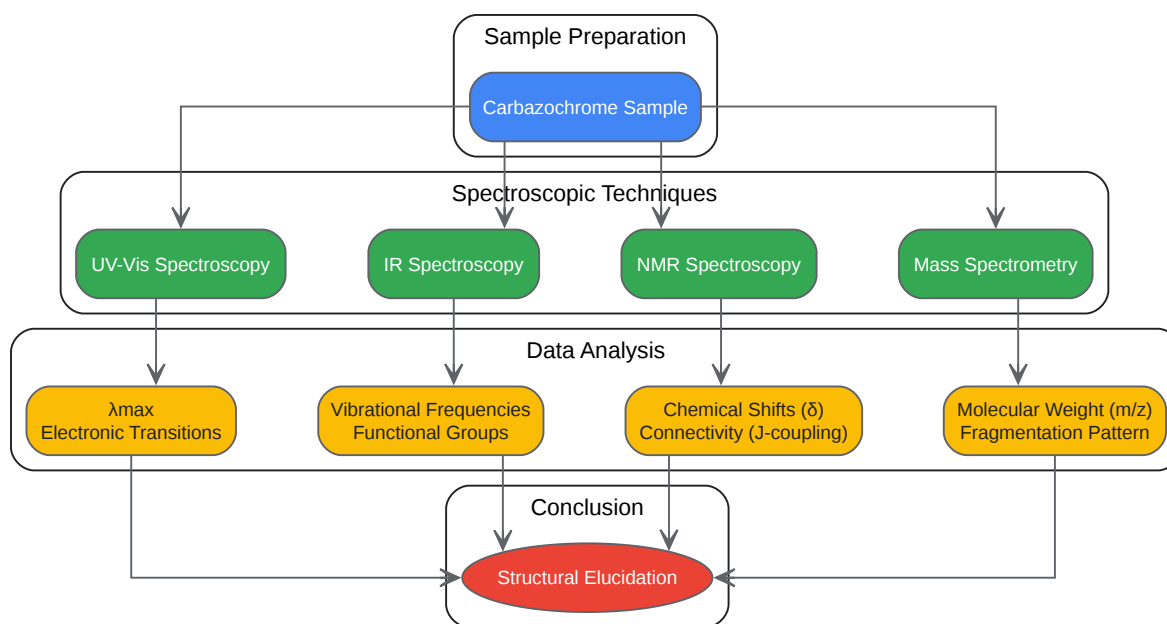 Sample Preparation
Carbazochrome Sample
Spectroscopic Techniques
UV-Vis Spectroscopy
IR Spectroscopy
NMR Spectroscopy
Mass Spectrometry
Data Analysis
λmax
Electronic Transitions
Vibrational Frequencies
Functional Groups
Chemical Shifts (δ)
Connectivity (J-coupling)
Molecular Weight (m/z)
Fragmentation Pattern
Conclusion
Structural Elucidation